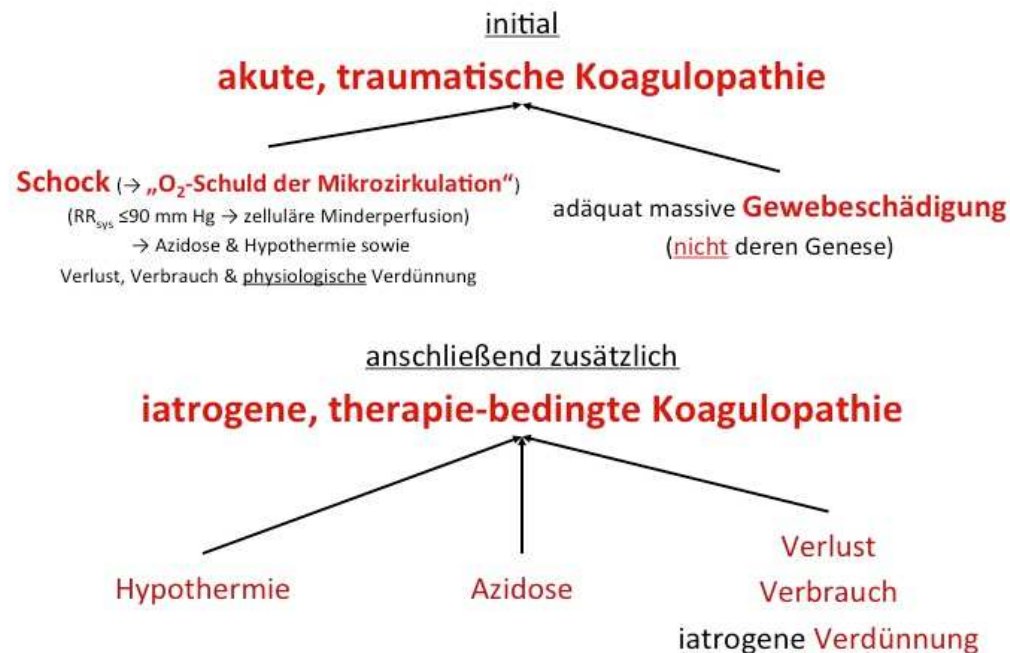 initial
akute, traumatische Koagulopathie
Schock (→ „O₂-Schuld der Mikrozirkulation“)
(RRsys ≤90 mm Hg → zelluläre Minderperfusion)
→ Azidose & Hypothermie sowie
Verlust, Verbrauch & physiologische Verdünnung
adäquat massive Gewebeschädigung
(nicht deren Genese)
anschließend zusätzlich
iatrogene, therapie-bedingte Koagulopathie
Hypothermie
Azidose
Verlust
Verbrauch
iatrogene Verdünnung